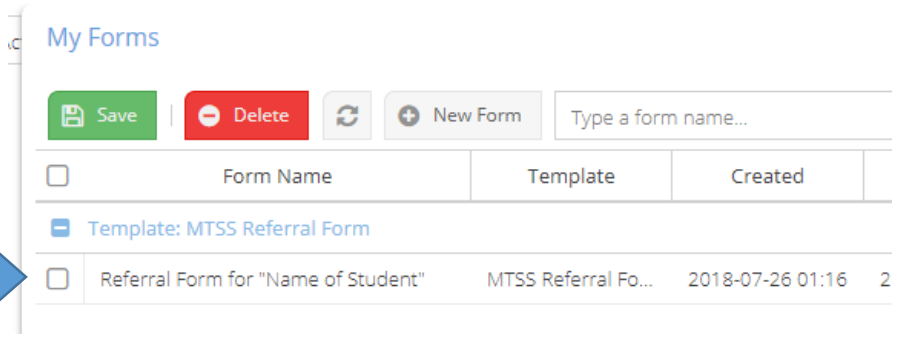 My Forms
Save Delete New Form Type a form name...
Form Name Template Created
Template: MTSS Referral Form
Referral Form for "Name of Student" MTSS Referral Fo... 2018-07-26 01:16 2